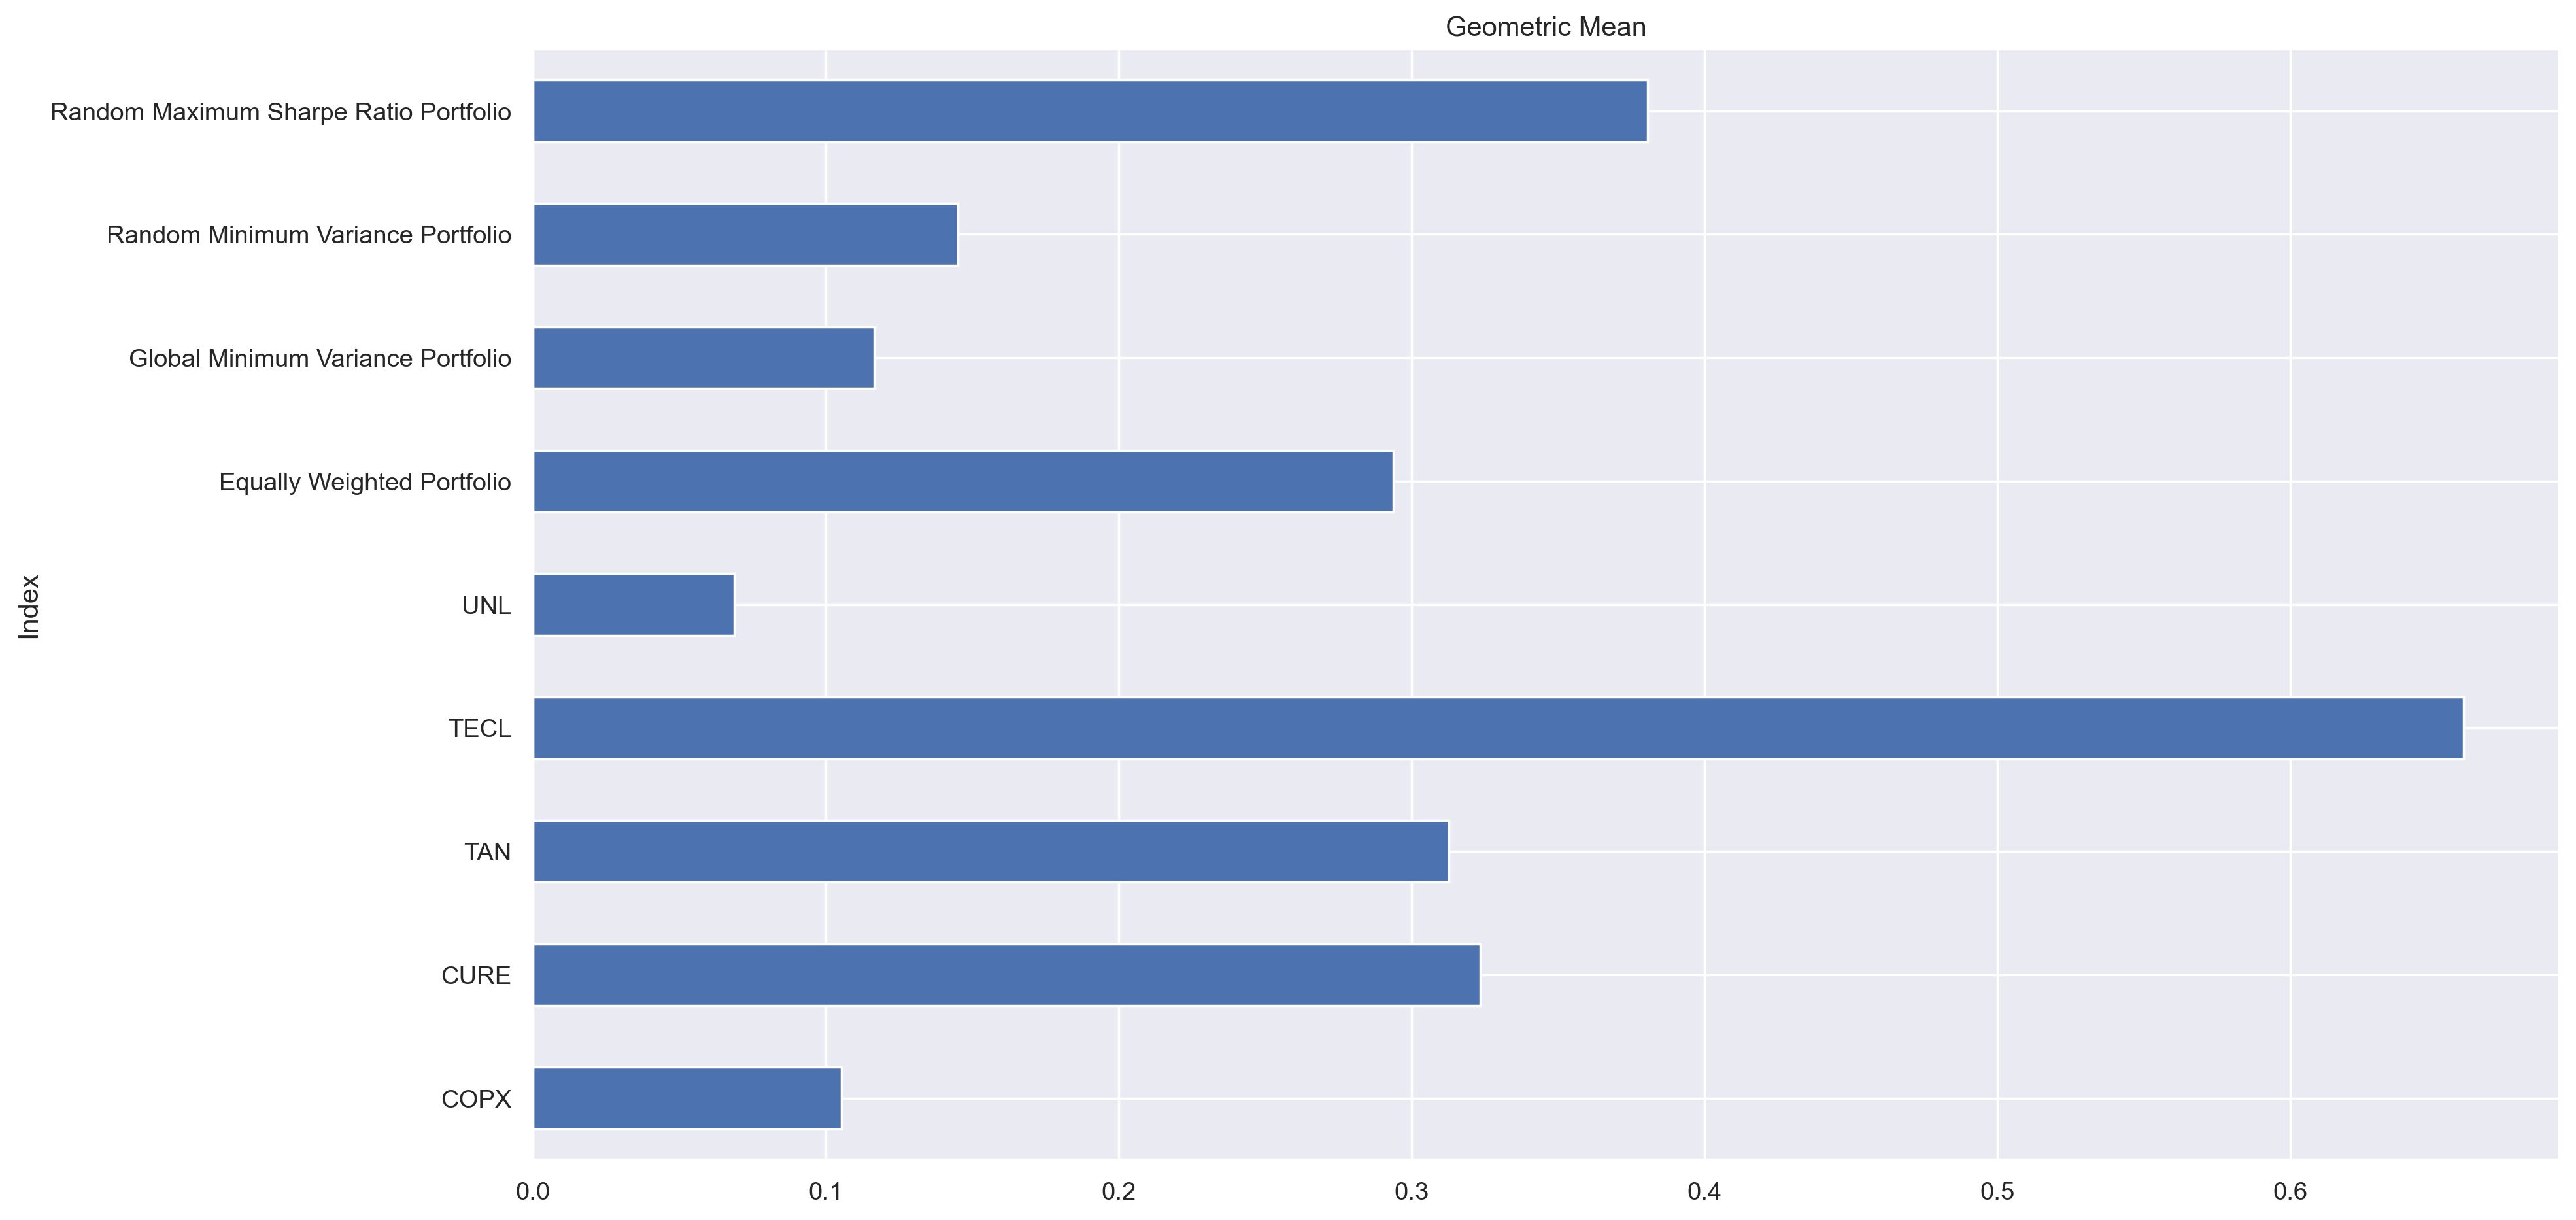 Geometric Mean
Random Maximum Sharpe Ratio Portfolio
Random Minimum Variance Portfolio
Global Minimum Variance Portfolio
Equally Weighted Portfolio
UNL
TECL
TAN
CURE
COPX
Index
0.0 0.1 0.2 0.3 0.4 0.5 0.6